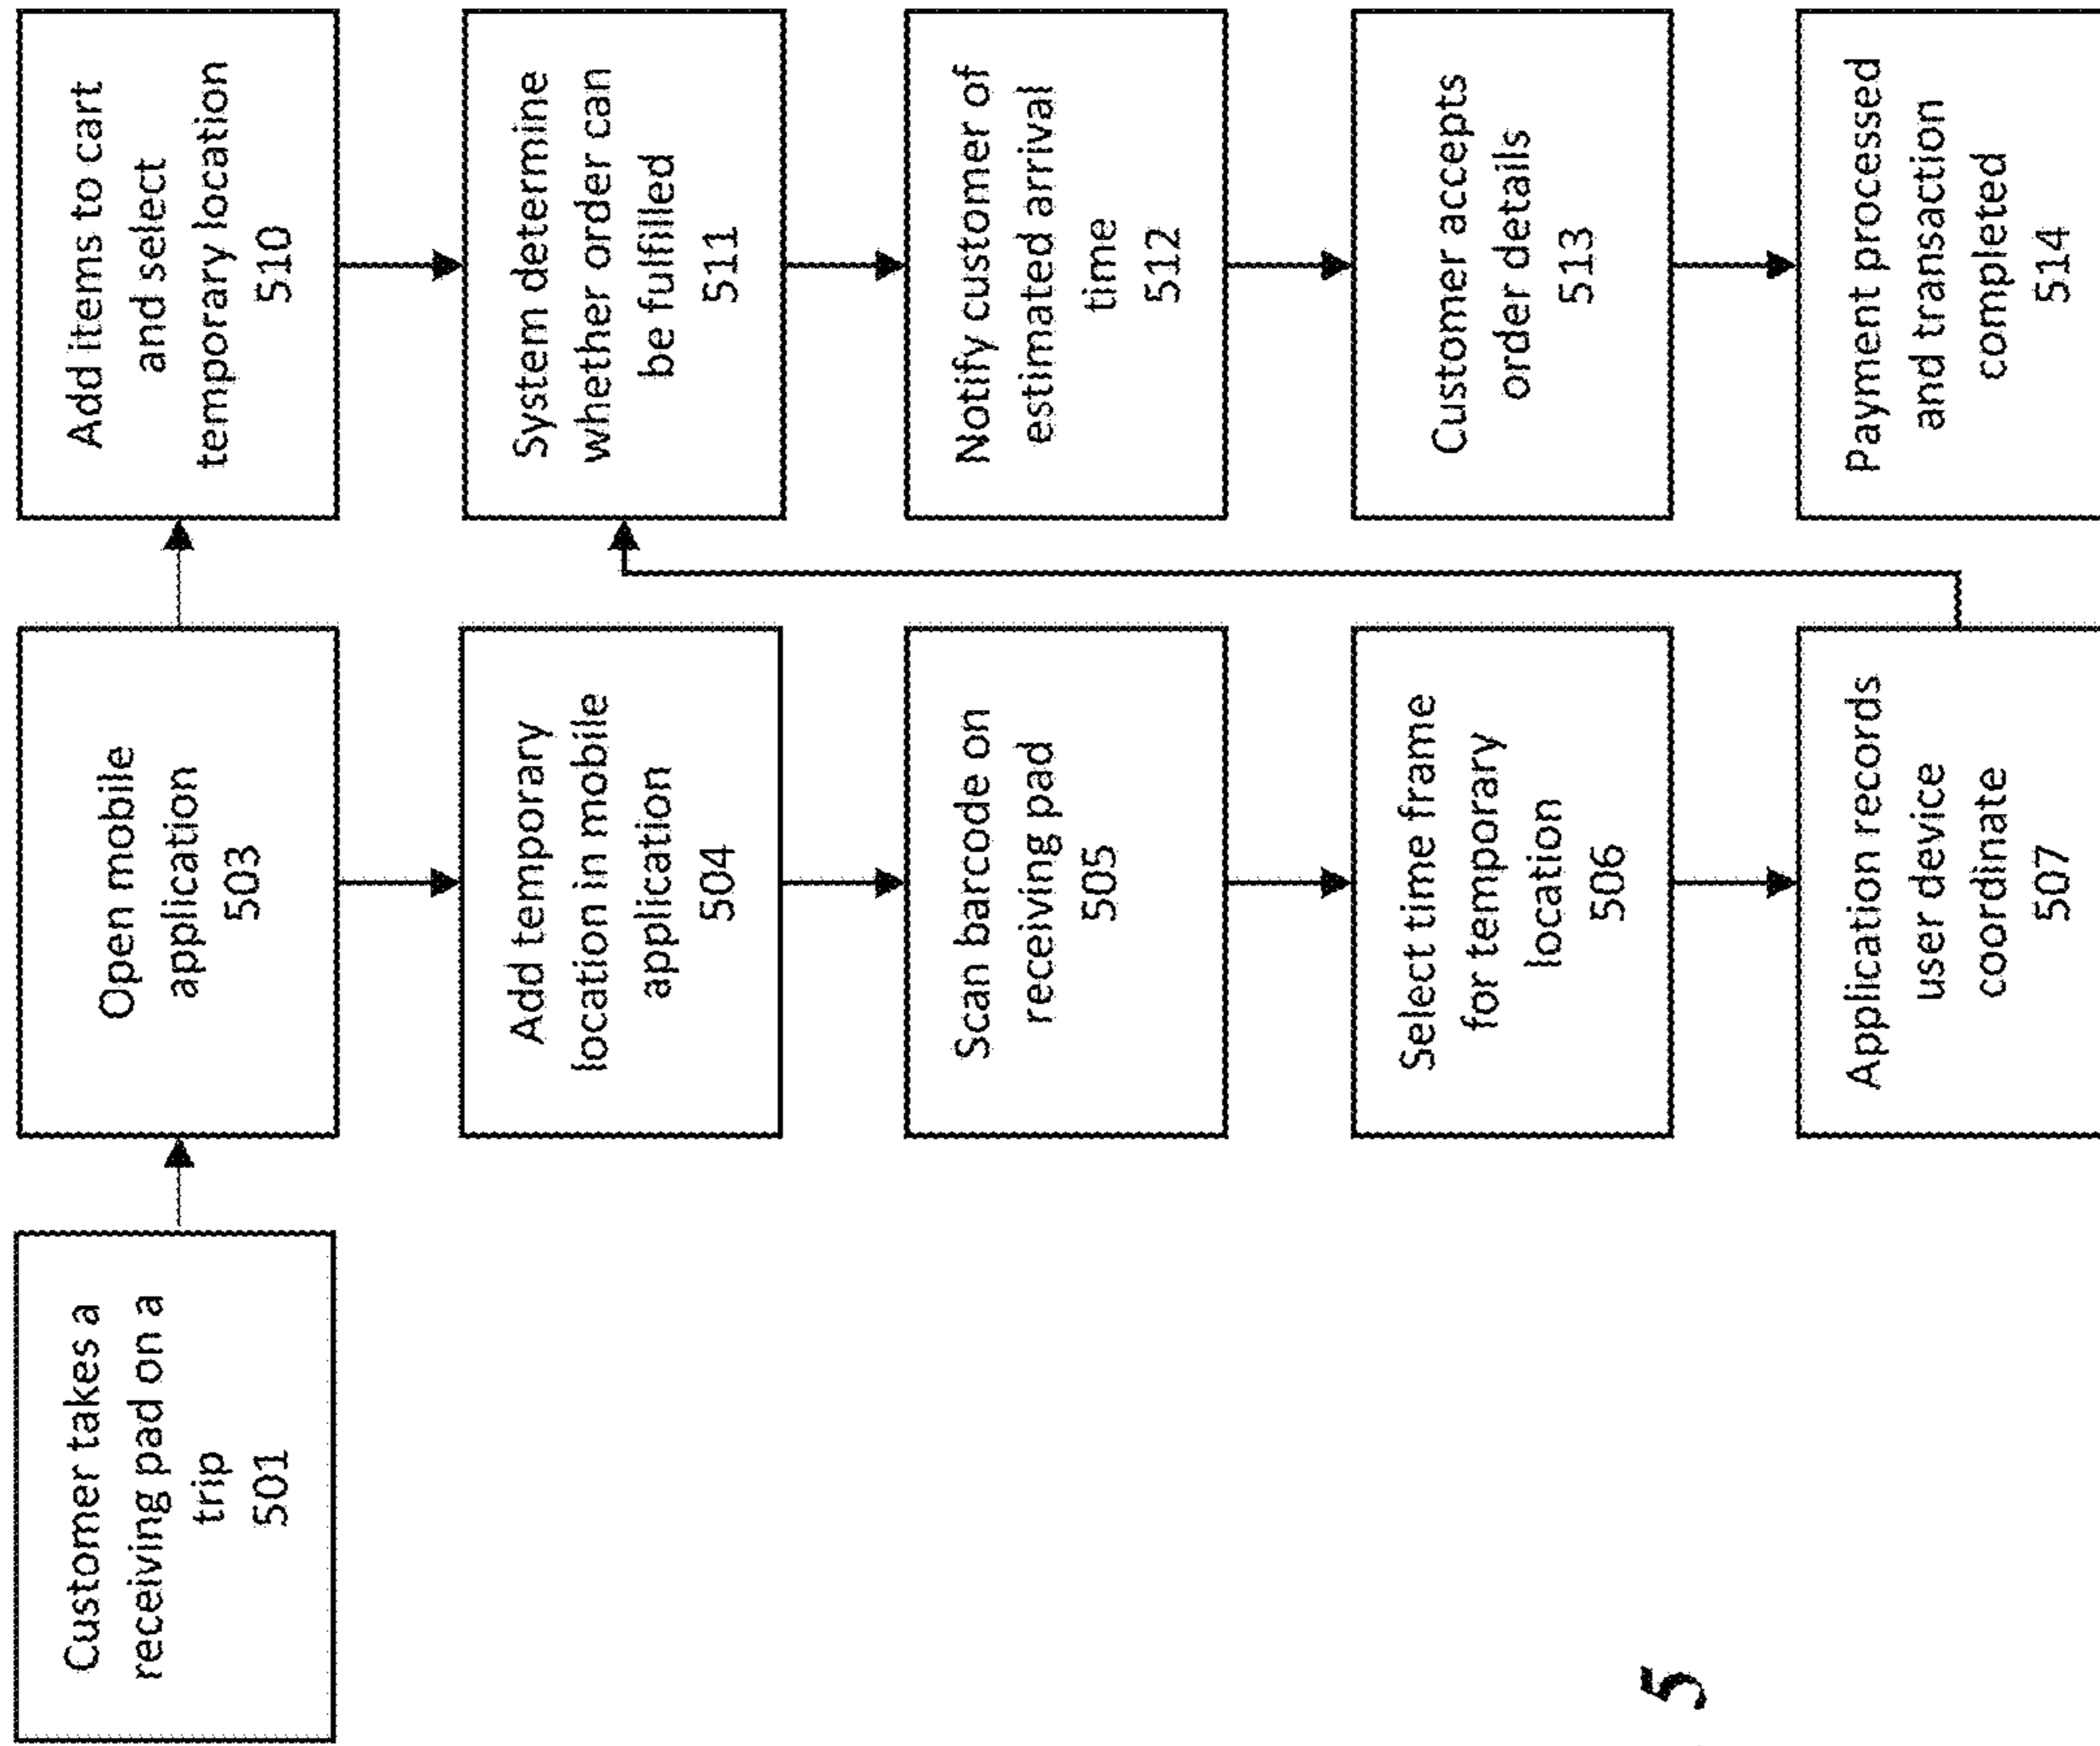 Customer takes a
receiving pad on a
trip
501
Open mobile
application
503
Add temporary
location in mobile
application
504
Scan barcode on
receiving pad
505
Select time frame
for temporary
location
506
Application records
user device
coordinate
507
Add items to cart
and select
temporary location
510
System determine
whether order can
be fulfilled
511
Notify customer of
estimated arrival
time
512
Customer accepts
order details
513
Payment processed
and transaction
completed
514
5